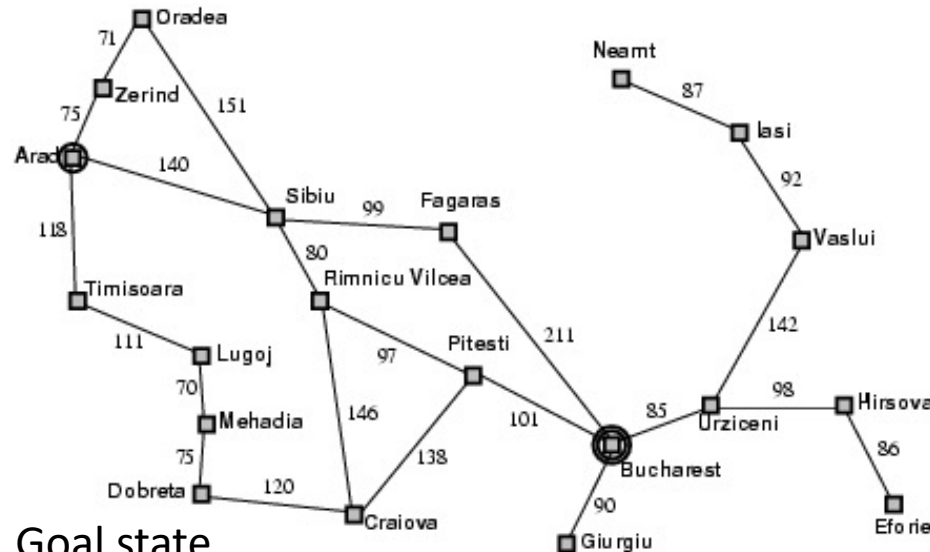 Oradea
71
Neamt
Zerind
87
75
151
Iasi
Arad
140
92
Sibiu
Fagaras
99
118
Vaslui
80
Timisoara
Rimnicu Vilcea
142
111
211
Lugoj
97
Pitesti
70
98
146
85
Hirsova
Mehadia
101
Urziceni
75
138
86
Bucharest
Dobreta
120
90
Craiova
Eforie
Giurgiu
Goal state